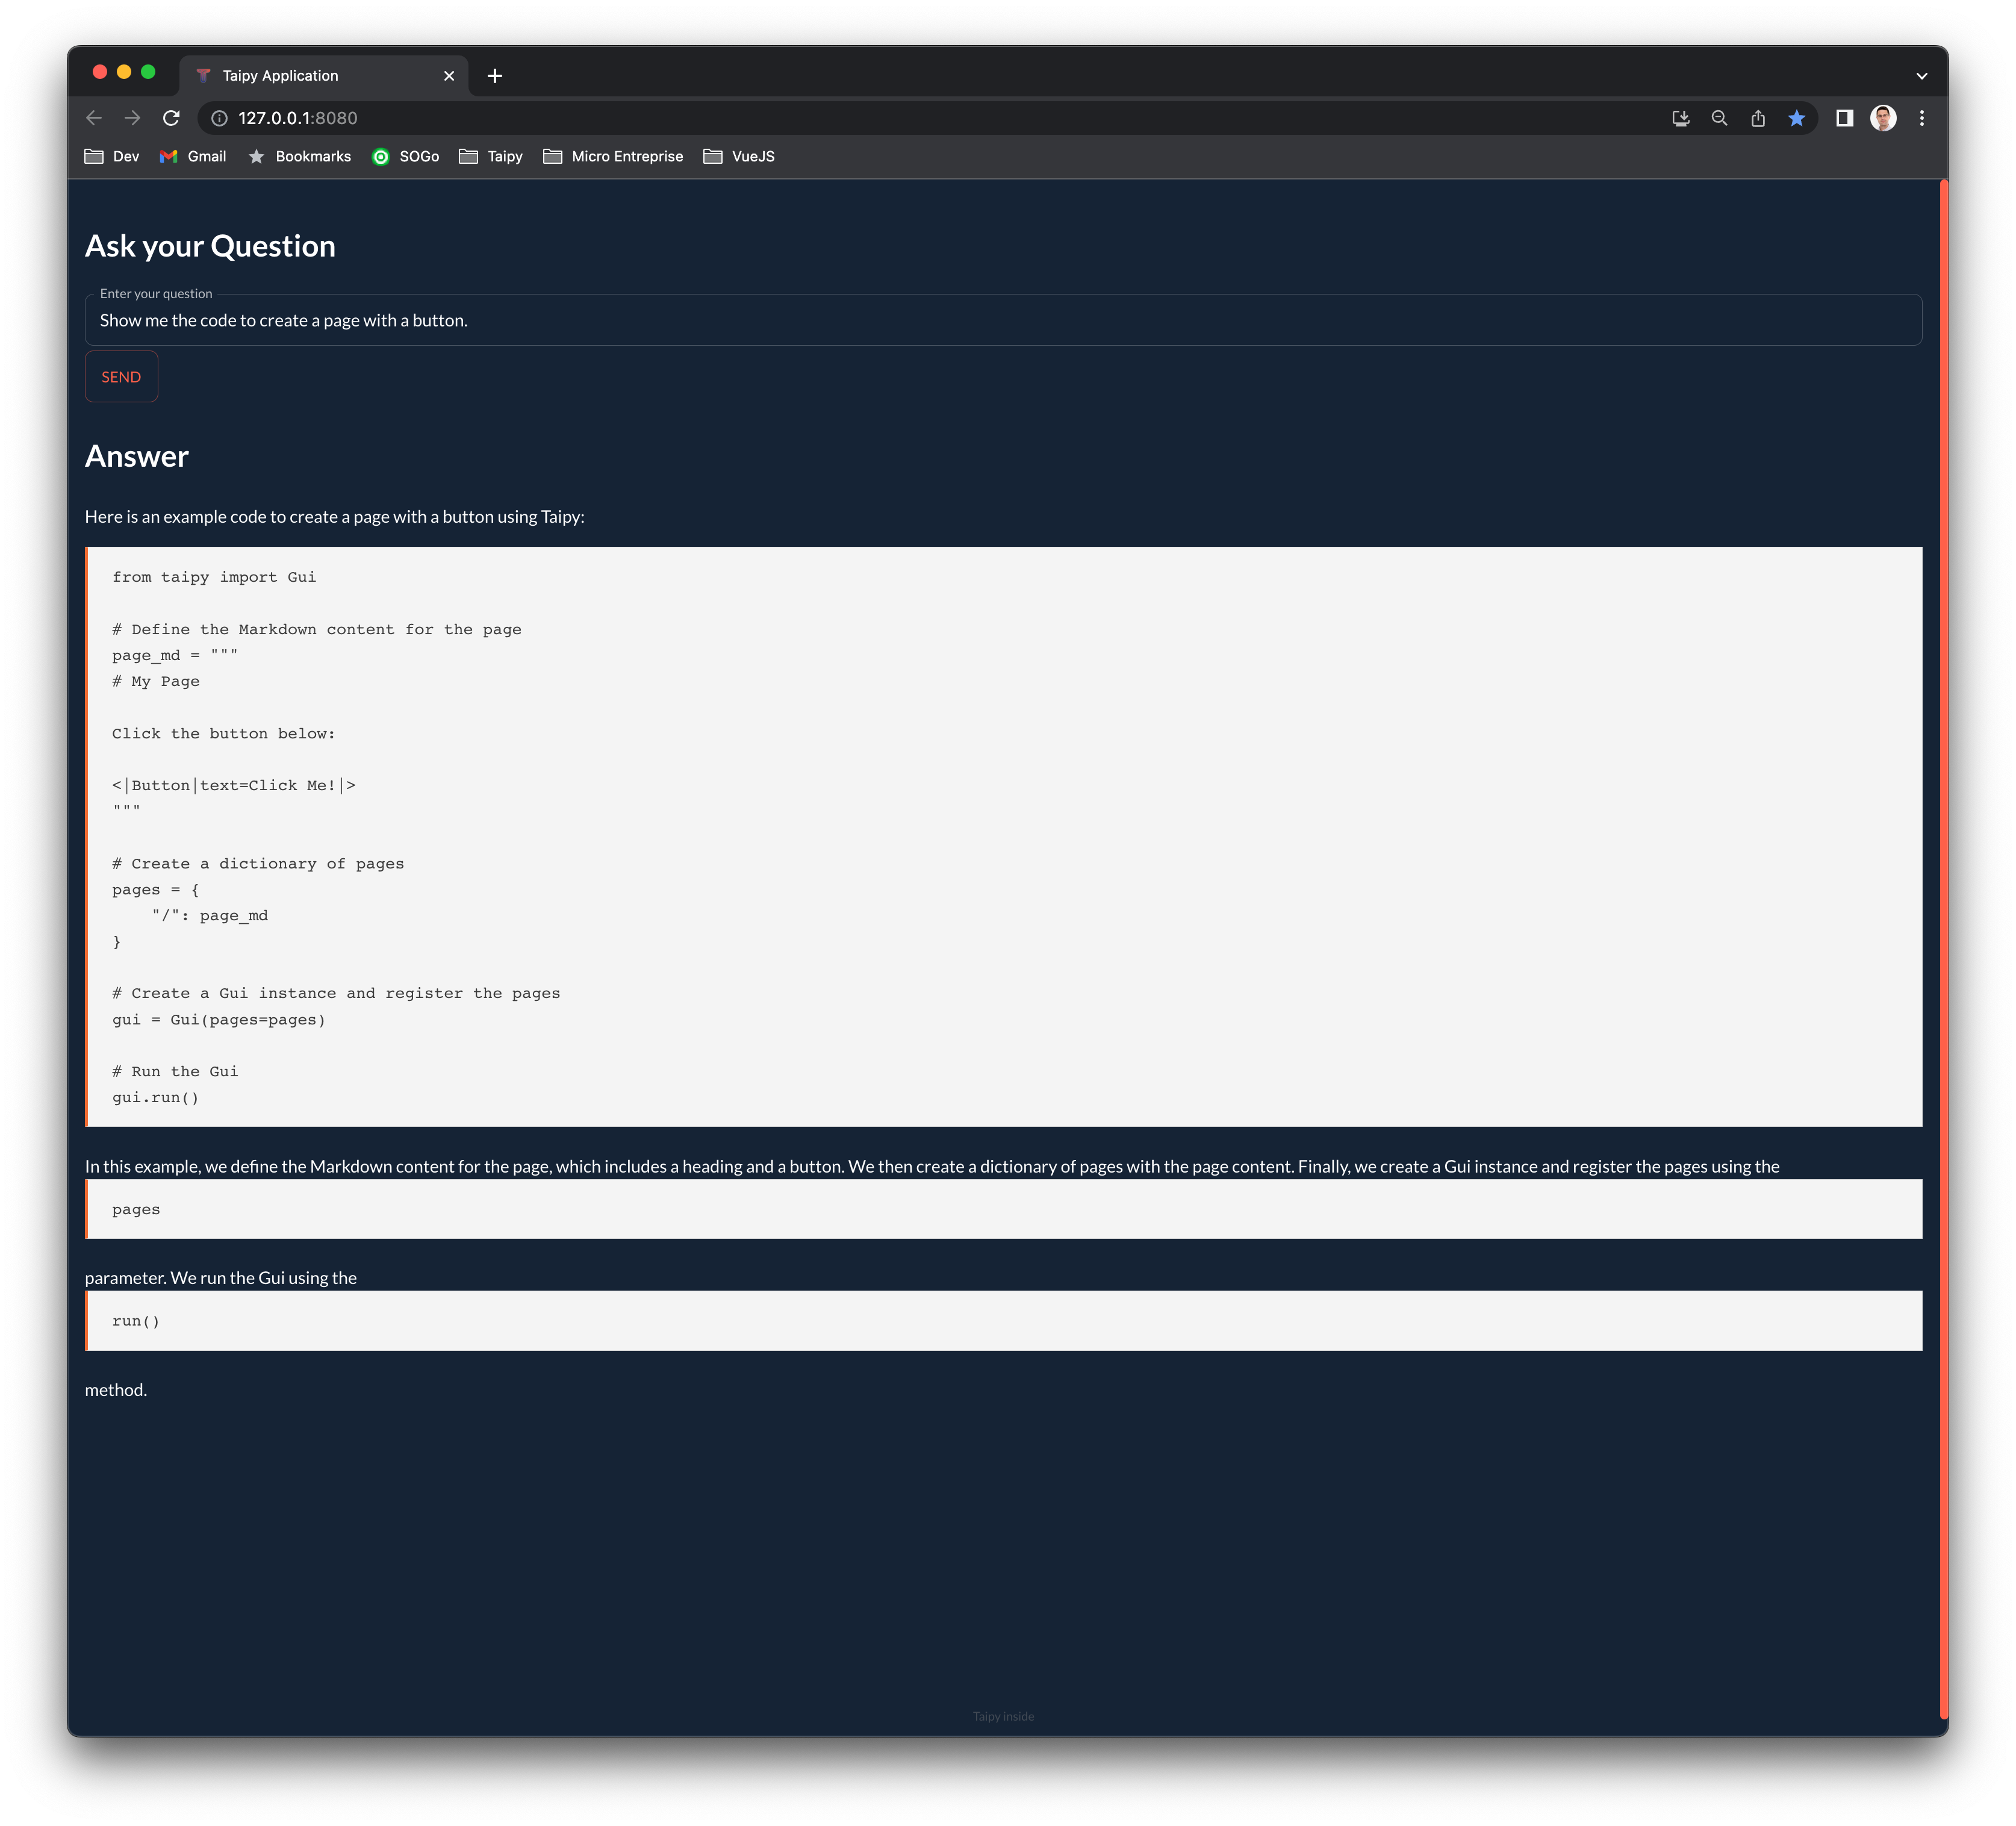 Taipy Application
127.0.0.1:8080
Dev Gmail Bookmarks SOGo Taipy Micro Entreprise VueJS
Ask your Question
Enter your question
Show me the code to create a page with a button.
SEND
Answer
Here is an example code to create a page with a button using Taipy:
from taipy import Gui
# Define the Markdown content for the page
page_md = """
# My Page
Click the button below:
<|Button|text=Click Me!|>
"""
# Create a dictionary of pages
pages = {
    "/": page_md
}
# Create a Gui instance and register the pages
gui = Gui(pages=pages)
# Run the Gui
gui.run()
In this example, we define the Markdown content for the page, which includes a heading and a button. We then create a dictionary of pages with the page content. Finally, we create a Gui instance and register the pages using the
pages
parameter. We run the Gui using the
run()
method.
Taipy inside